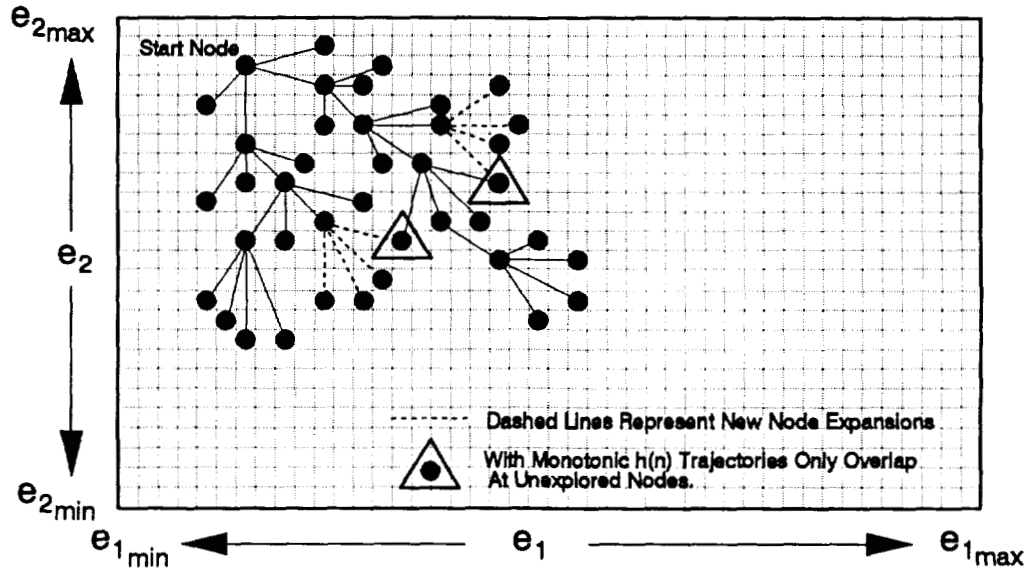 e2max
Start Node
e2
Dashed Lines Represent New Node Expansions
With Monotonic h(n) Trajectories Only Overlap
At Unexplored Nodes.
e2min
e1min
e1
e1max